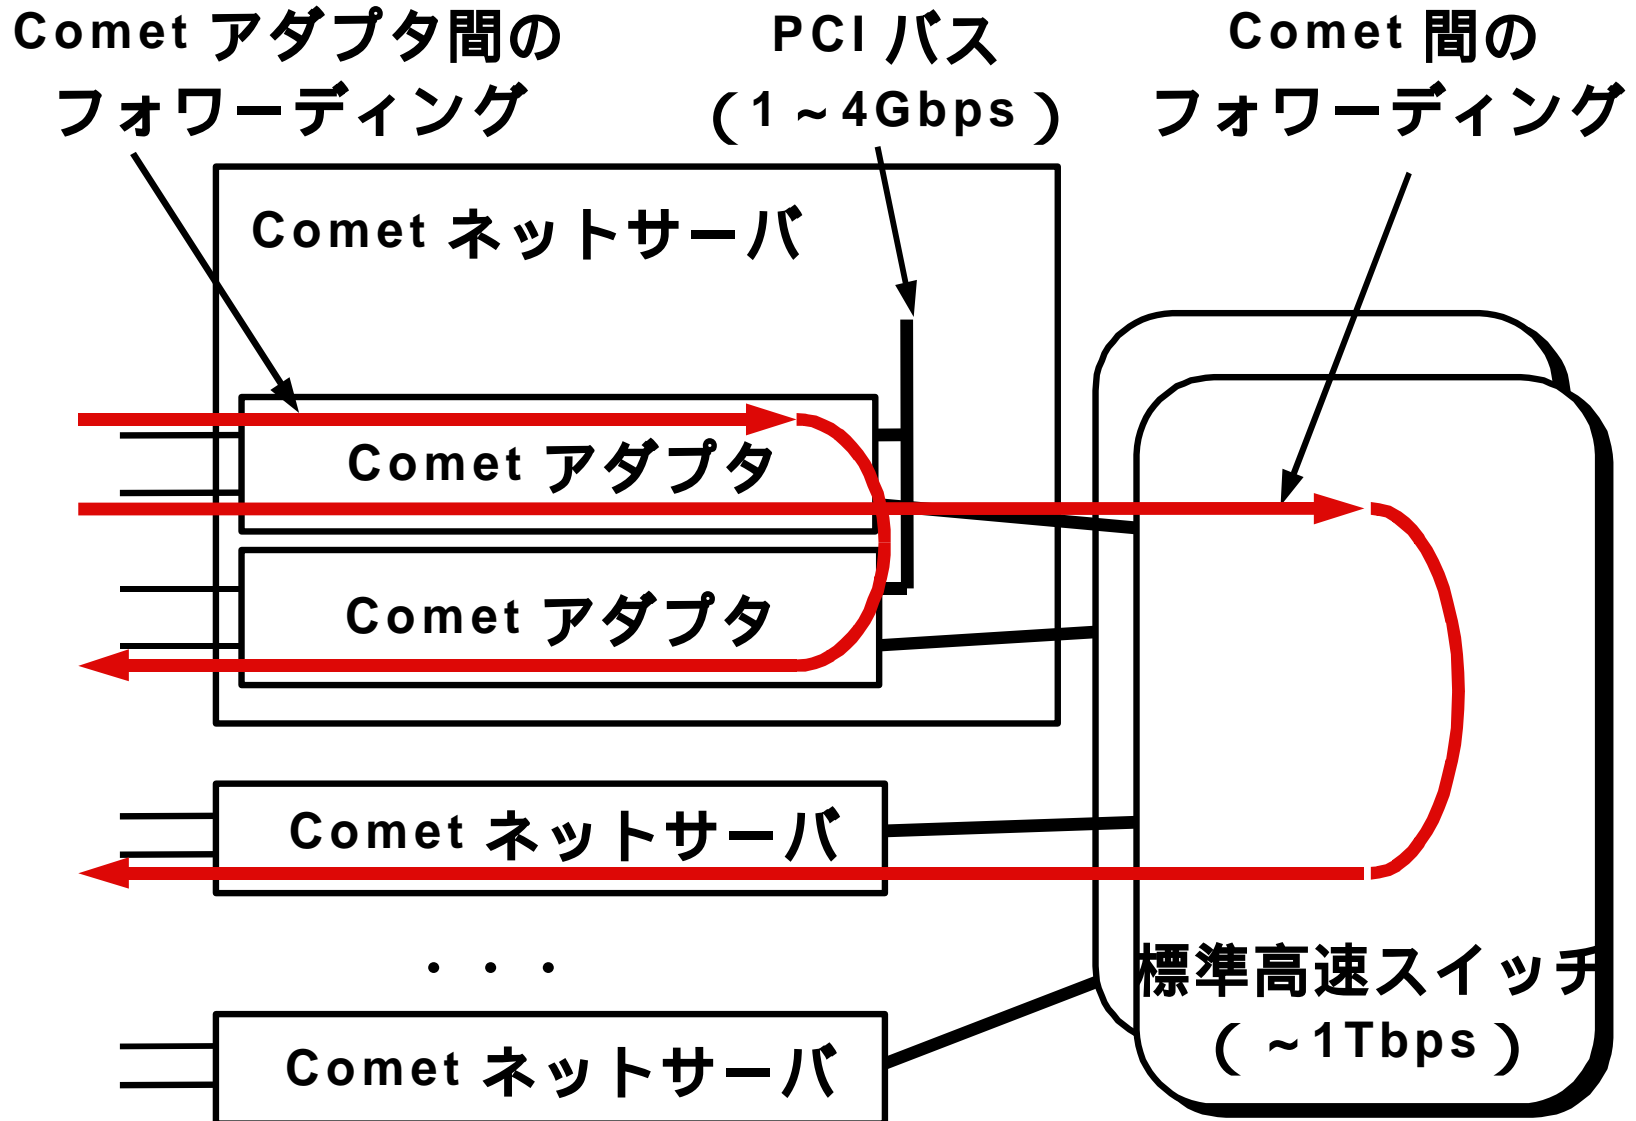 Comet アダプタ間の
フォワーディング
PCI バス
(1~4Gbps)
Comet 間の
フォワーディング
Comet ネットサーバ
Comet アダプタ
Comet アダプタ
Comet ネットサーバ
・・・
Comet ネットサーバ
標準高速スイッチ
(~1Tbps)